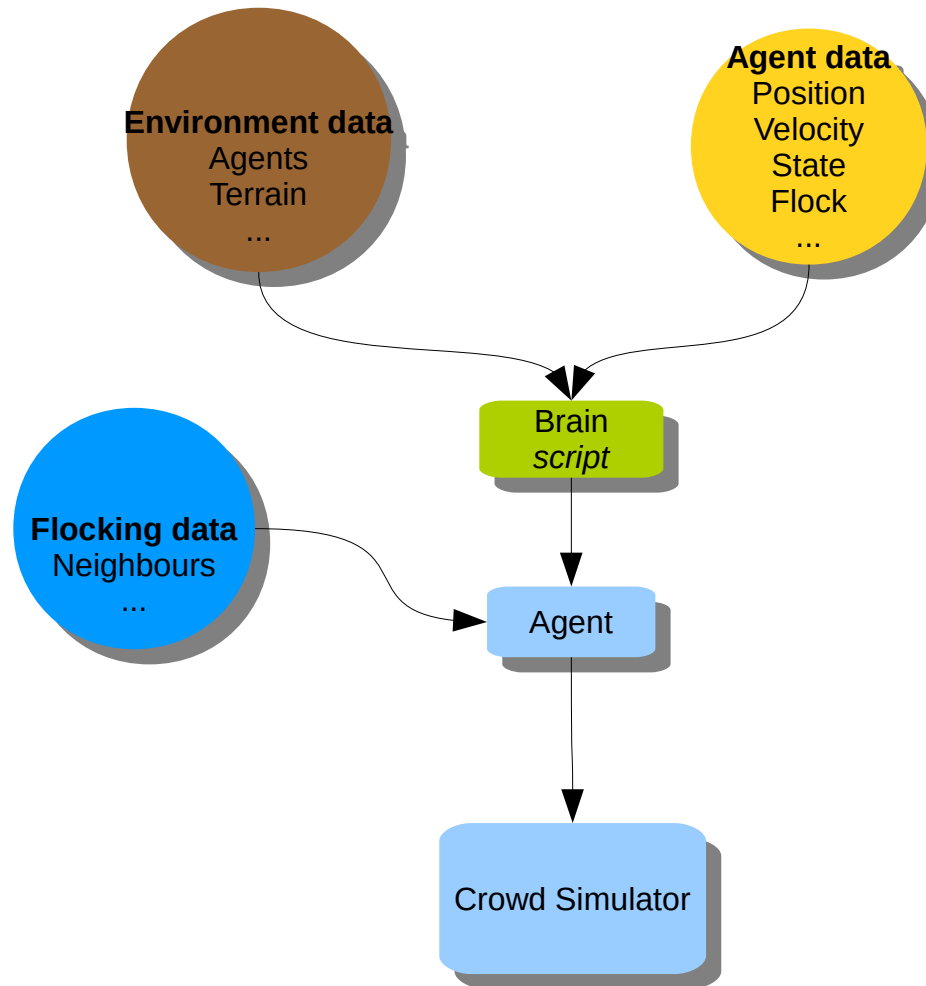 Environment data
Agents
Terrain
...
Agent data
Position
Velocity
State
Flock
...
Brain
script
Flocking data
Neighbours
...
Agent
Crowd Simulator